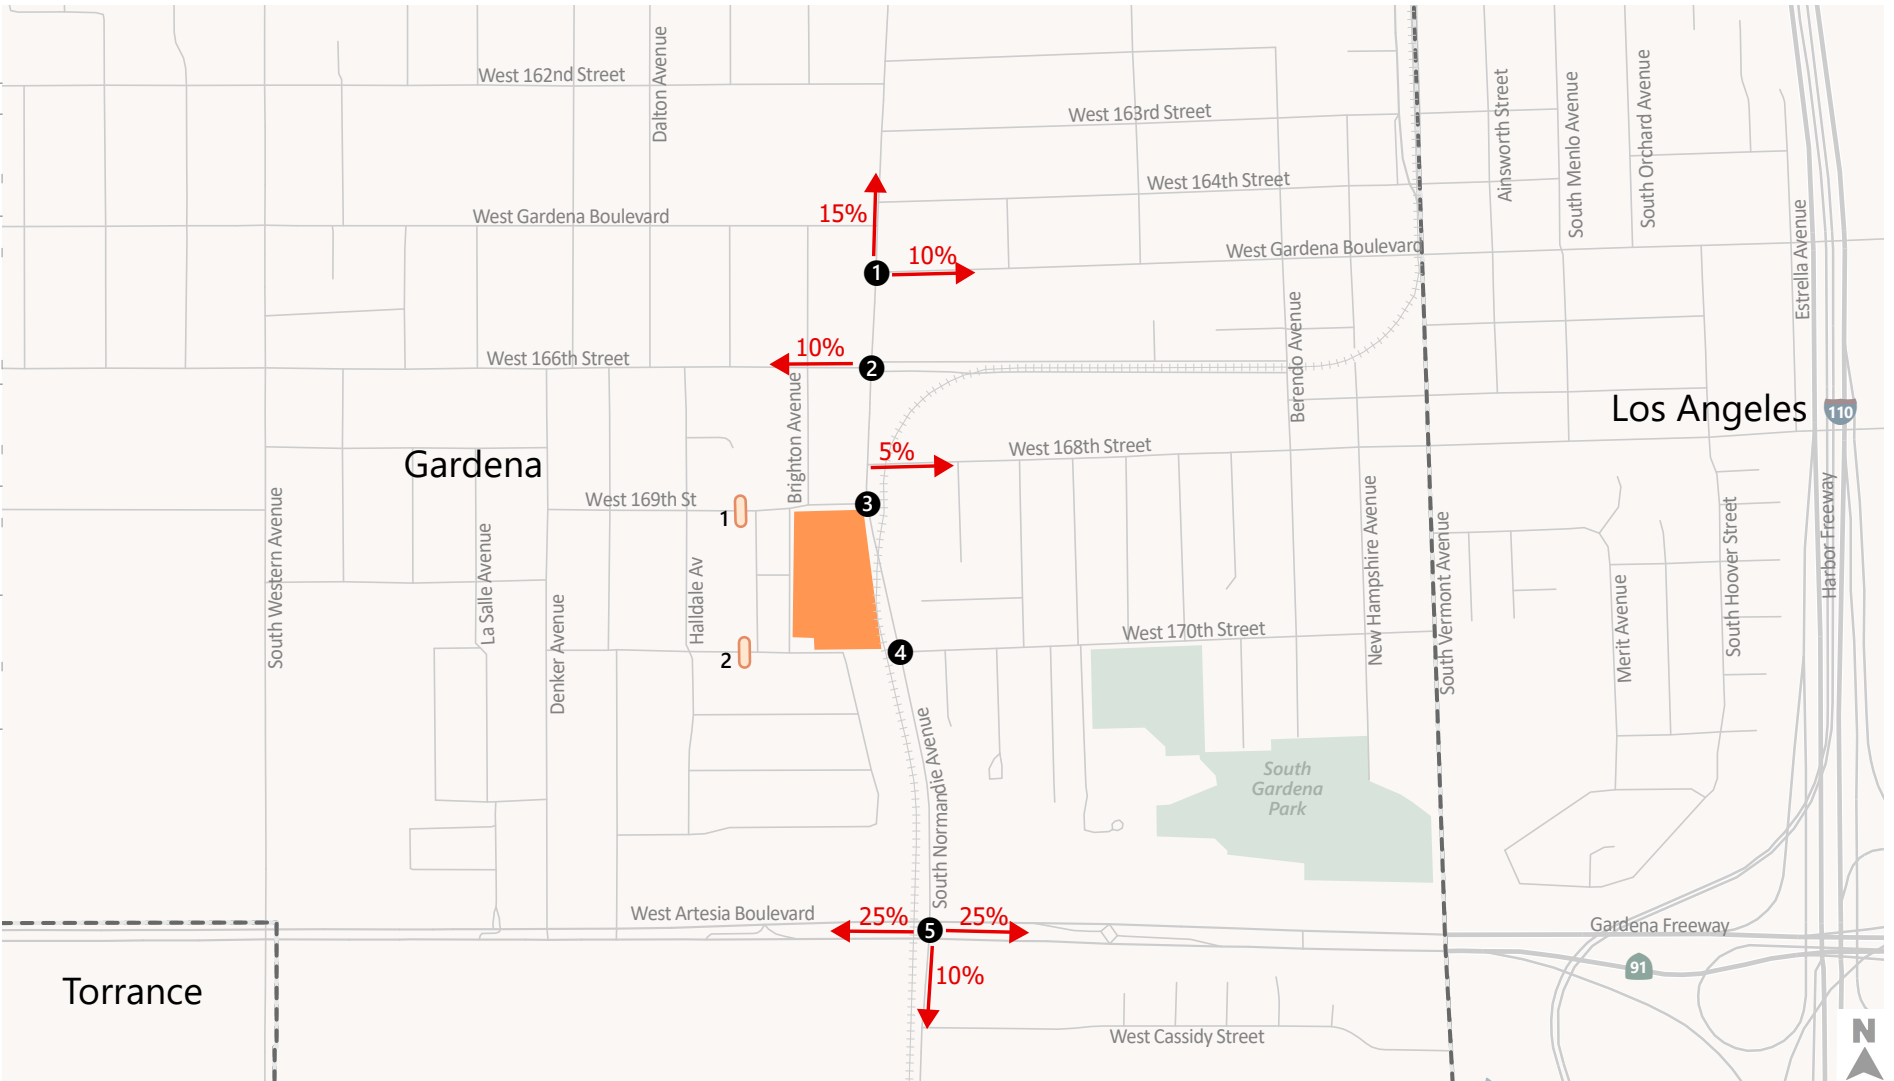 West 162nd Street
Dalton Avenue
West 163rd Street
Ainsworth Street
South Menlo Avenue
South Orchard Avenue
West 164th Street
15%
West Gardena Boulevard
10%
West Gardena Boulevard
Estrella Avenue
1
10%
West 166th Street
2
Brighton Avenue
Berendo Avenue
Los Angeles
110
Gardena
5%
West 168th Street
West 169th St
1
3
South Western Avenue
La Salle Avenue
Denker Avenue
Halldale Av
2
4
West 170th Street
New Hampshire Avenue
South Vermont Avenue
Merit Avenue
South Hoover Street
Harbor Freeway
South Normandie Avenue
South
Gardena
Park
West Artesia Boulevard
25%
5
25%
10%
Gardena Freeway
91
Torrance
West Cassidy Street
N